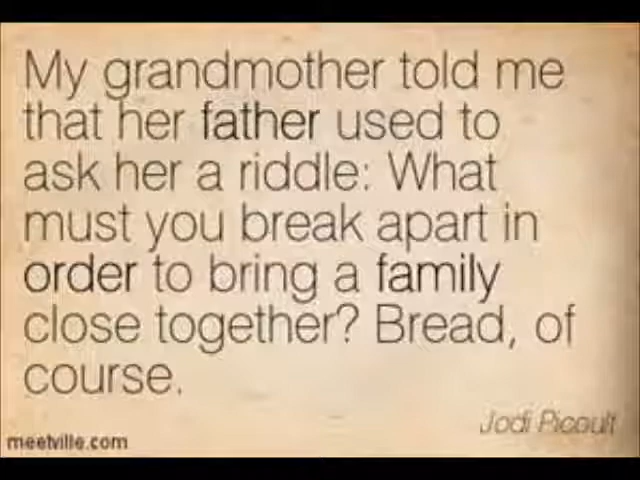 My grandmother told me
that her father used to
ask her a riddle: What
must you break apart in
order to bring a family
close together? Bread, of
course.
Jodi Picoult
meetville.com